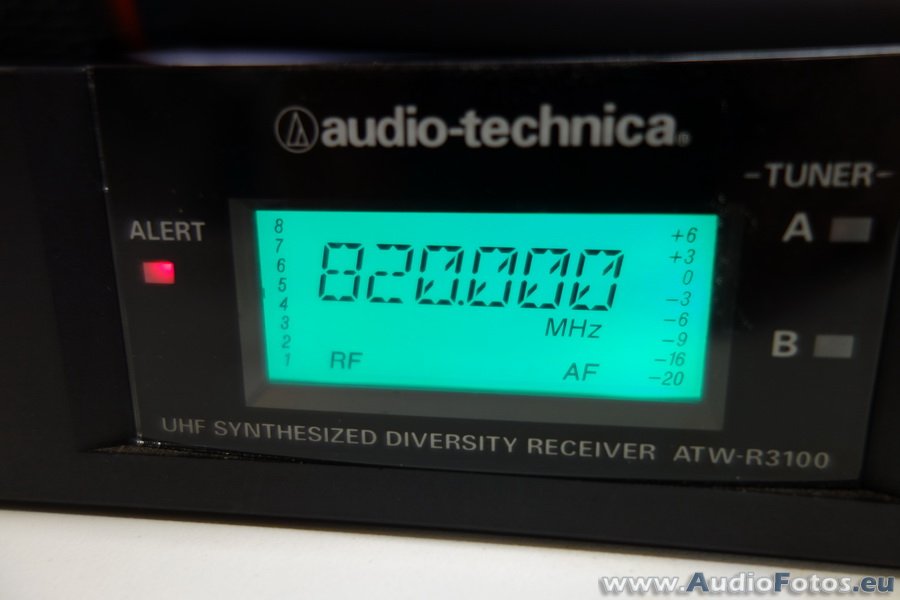 audio-technica®
-TUNER-
ALERT
A
B
8
7
6
5
4
3
2
1
820.000
MHz
RF
AF
+6
+3
0
-3
-6
-9
-16
-20
UHF SYNTHESIZED DIVERSITY RECEIVER ATW-R3100
www.AudioFotos.eu